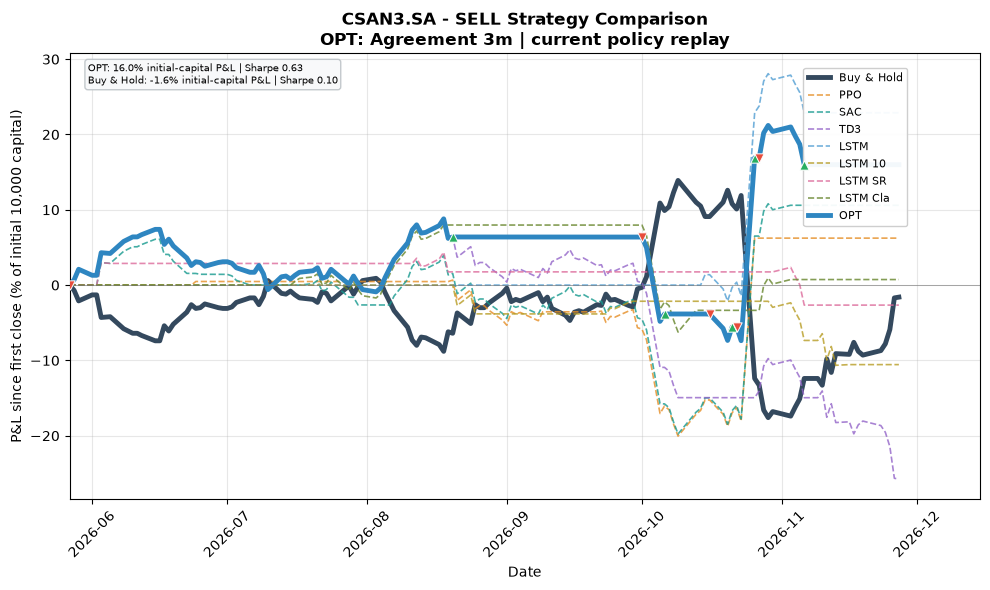 CSAN3.SA - SELL Strategy Comparison
OPT: Agreement 3m | current policy replay
OPT: 16.0% initial-capital P&L | Sharpe 0.63
Buy & Hold: -1.6% initial-capital P&L | Sharpe 0.10
Buy & Hold
PPO
SAC
TD3
LSTM
LSTM 10
LSTM SR
LSTM Cla
OPT
P&L since first close (% of initial 10,000 capital)
30
20
10
0
−10
−20
2026-06
2026-07
2026-08
2026-09
2026-10
2026-11
2026-12
Date